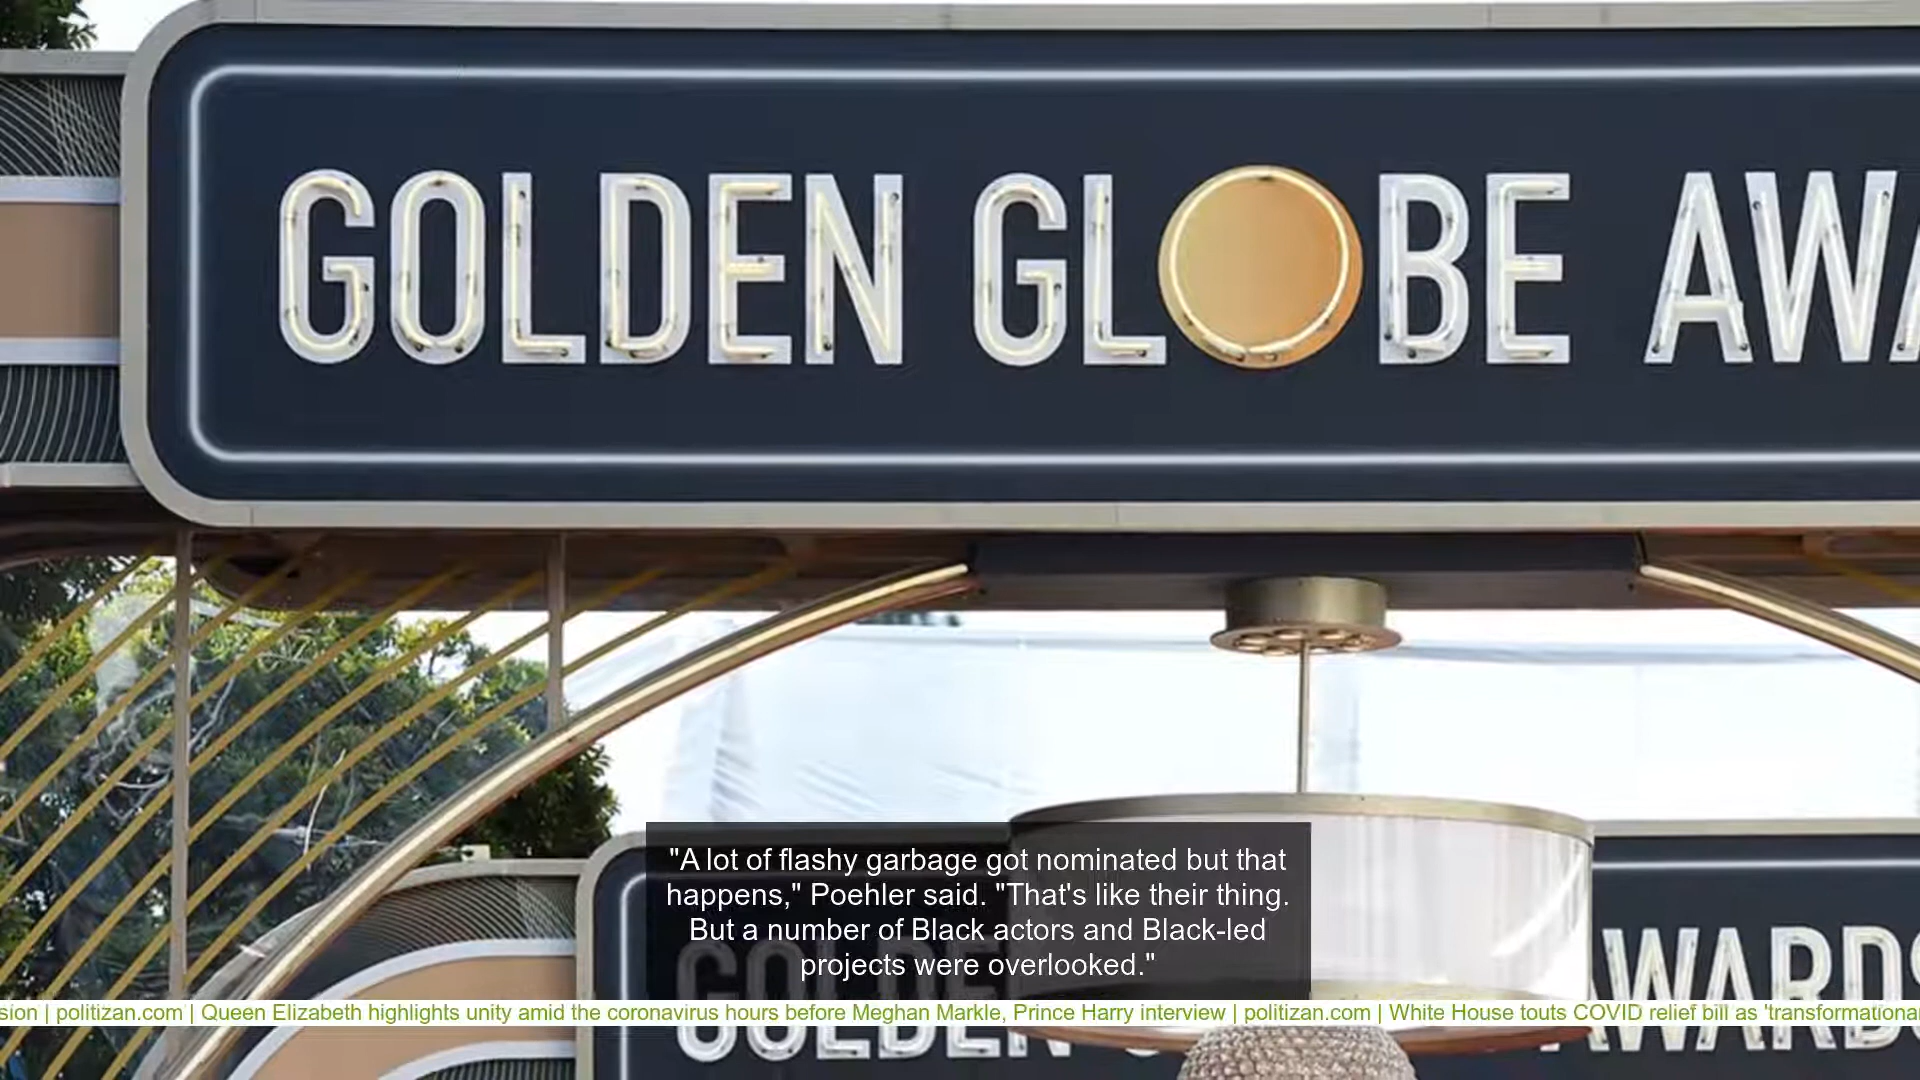 GOLDEN GLOBE AWA
"A lot of flashy garbage got nominated but that
happens," Poehler said. "That's like their thing.
But a number of Black actors and Black-led
projects were overlooked."
GOLDEN AWARDS
sion | politizan.com | Queen Elizabeth highlights unity amid the coronavirus hours before Meghan Markle, Prince Harry interview | politizan.com | White House touts COVID relief bill as 'transformationa